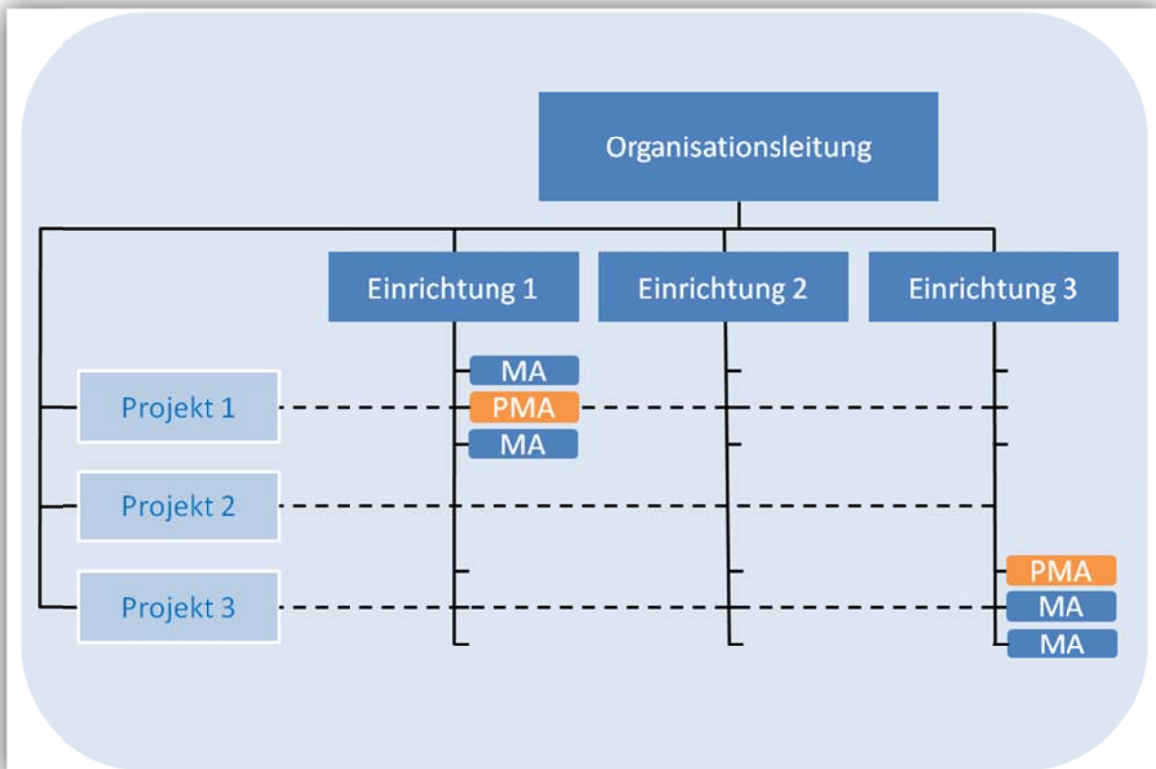 Organisationsleitung
Einrichtung 1
Einrichtung 2
Einrichtung 3
MA
Projekt 1
PMA
MA
Projekt 2
PMA
Projekt 3
MA
MA